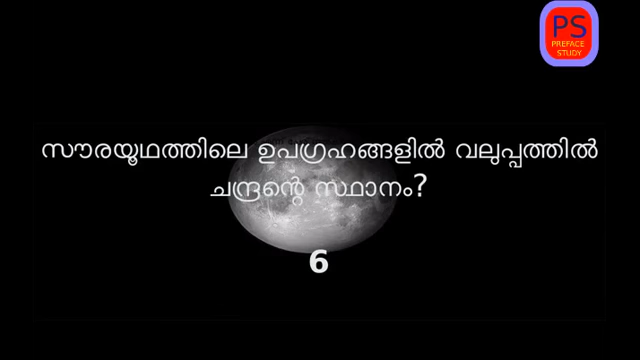 PS
PREFACE
STUDY
സൗരയൂഥത്തിലെ ഉപഗ്രഹങ്ങളിൽ വലുപ്പത്തിൽ
ചന്ദ്രന്റെ സ്ഥാനം?
6